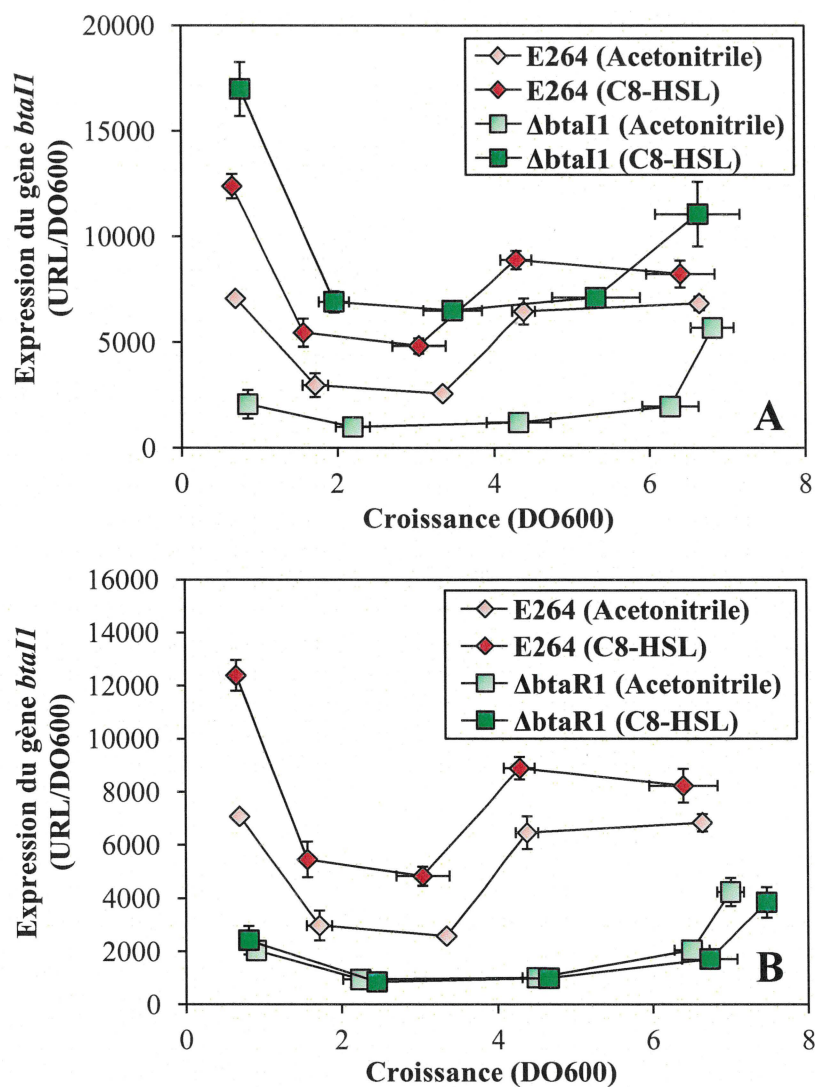 20000
15000
10000
5000
0
Expression du gène btaI1
(URL/DO600)
E264 (Acetonitrile)
E264 (C8-HSL)
ΔbtaI1 (Acetonitrile)
ΔbtaI1 (C8-HSL)
A
0 2 4 6 8
Croissance (DO600)
16000
14000
12000
10000
8000
6000
4000
2000
0
Expression du gène btaI1
(URL/DO600)
E264 (Acetonitrile)
E264 (C8-HSL)
ΔbtaR1 (Acetonitrile)
ΔbtaR1 (C8-HSL)
B
0 2 4 6 8
Croissance (DO600)